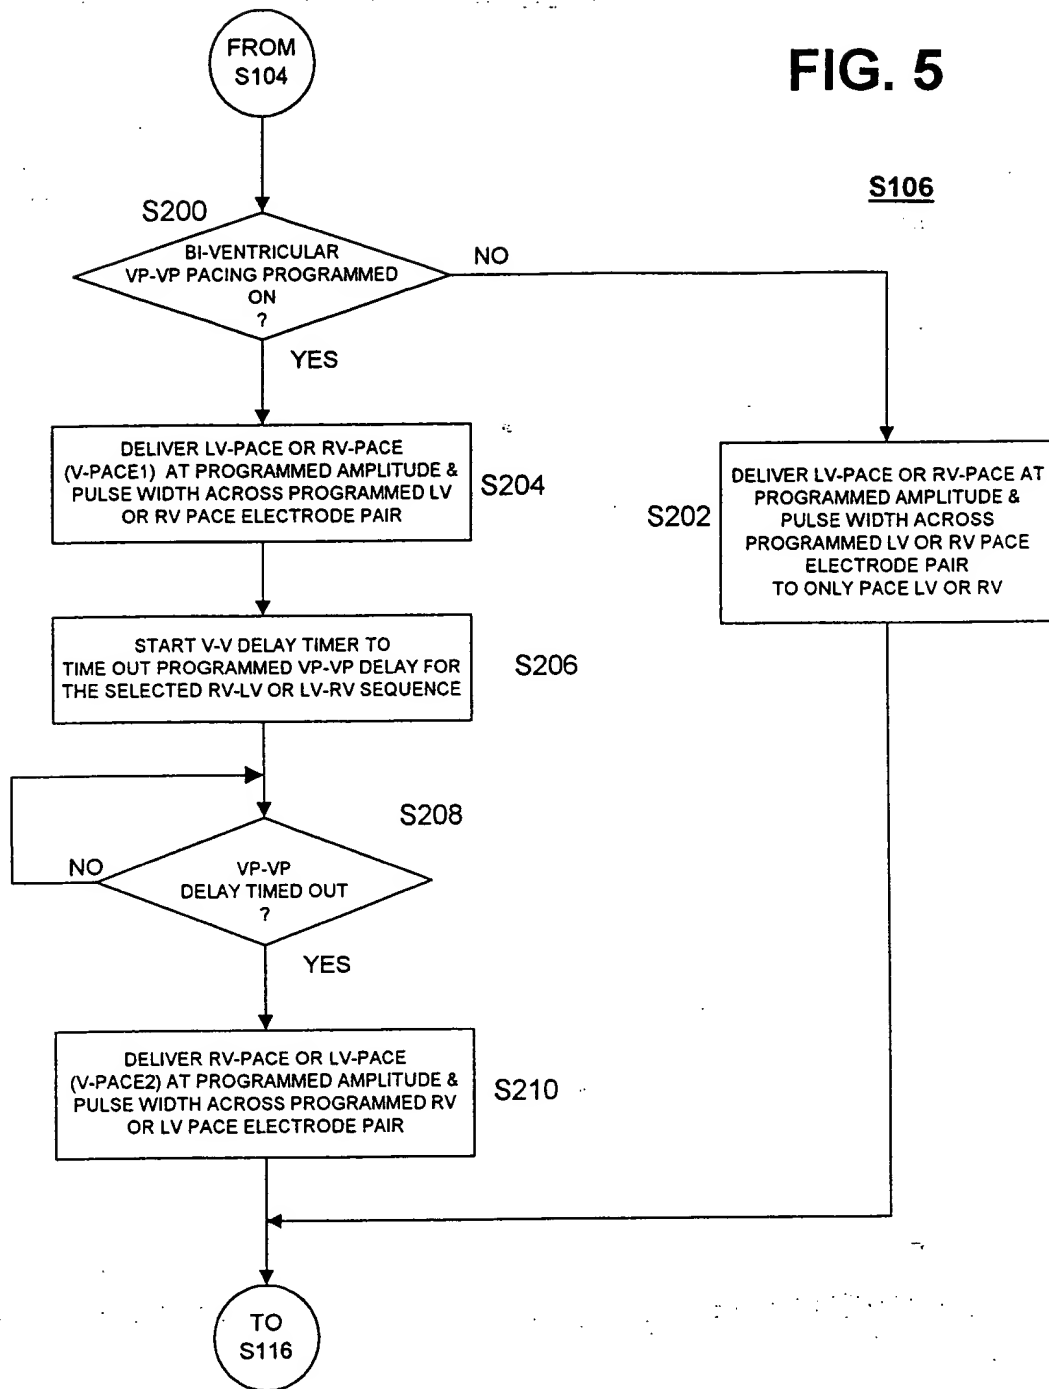 FROM
S104
FIG. 5
S106
S200
BI-VENTRICULAR
VP-VP PACING PROGRAMMED
ON
?
NO
YES
DELIVER LV-PACE OR RV-PACE
(V-PACE1) AT PROGRAMMED AMPLITUDE &
PULSE WIDTH ACROSS PROGRAMMED LV
OR RV PACE ELECTRODE PAIR
S204
S202
DELIVER LV-PACE OR RV-PACE AT
PROGRAMMED AMPLITUDE &
PULSE WIDTH ACROSS
PROGRAMMED LV OR RV PACE
ELECTRODE PAIR
TO ONLY PACE LV OR RV
START V-V DELAY TIMER TO
TIME OUT PROGRAMMED VP-VP DELAY FOR
THE SELECTED RV-LV OR LV-RV SEQUENCE
S206
S208
NO
VP-VP
DELAY TIMED OUT
?
YES
DELIVER RV-PACE OR LV-PACE
(V-PACE2) AT PROGRAMMED AMPLITUDE &
PULSE WIDTH ACROSS PROGRAMMED RV
OR LV PACE ELECTRODE PAIR
S210
TO
S116